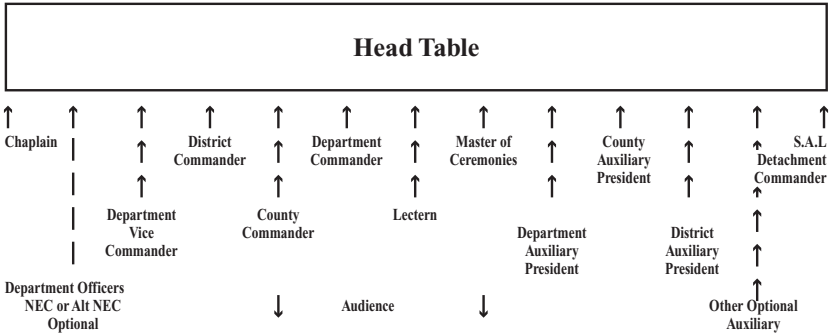 Head Table
Chaplain
District
Commander
Department
Commander
Master of
Ceremonies
County
Auxiliary
President
S.A.L
Detachment
Commander
Department
Vice
Commander
County
Commander
Lectern
Department
Auxiliary
President
District
Auxiliary
President
Department Officers
NEC or Alt NEC
Optional
Audience
Other Optional
Auxiliary